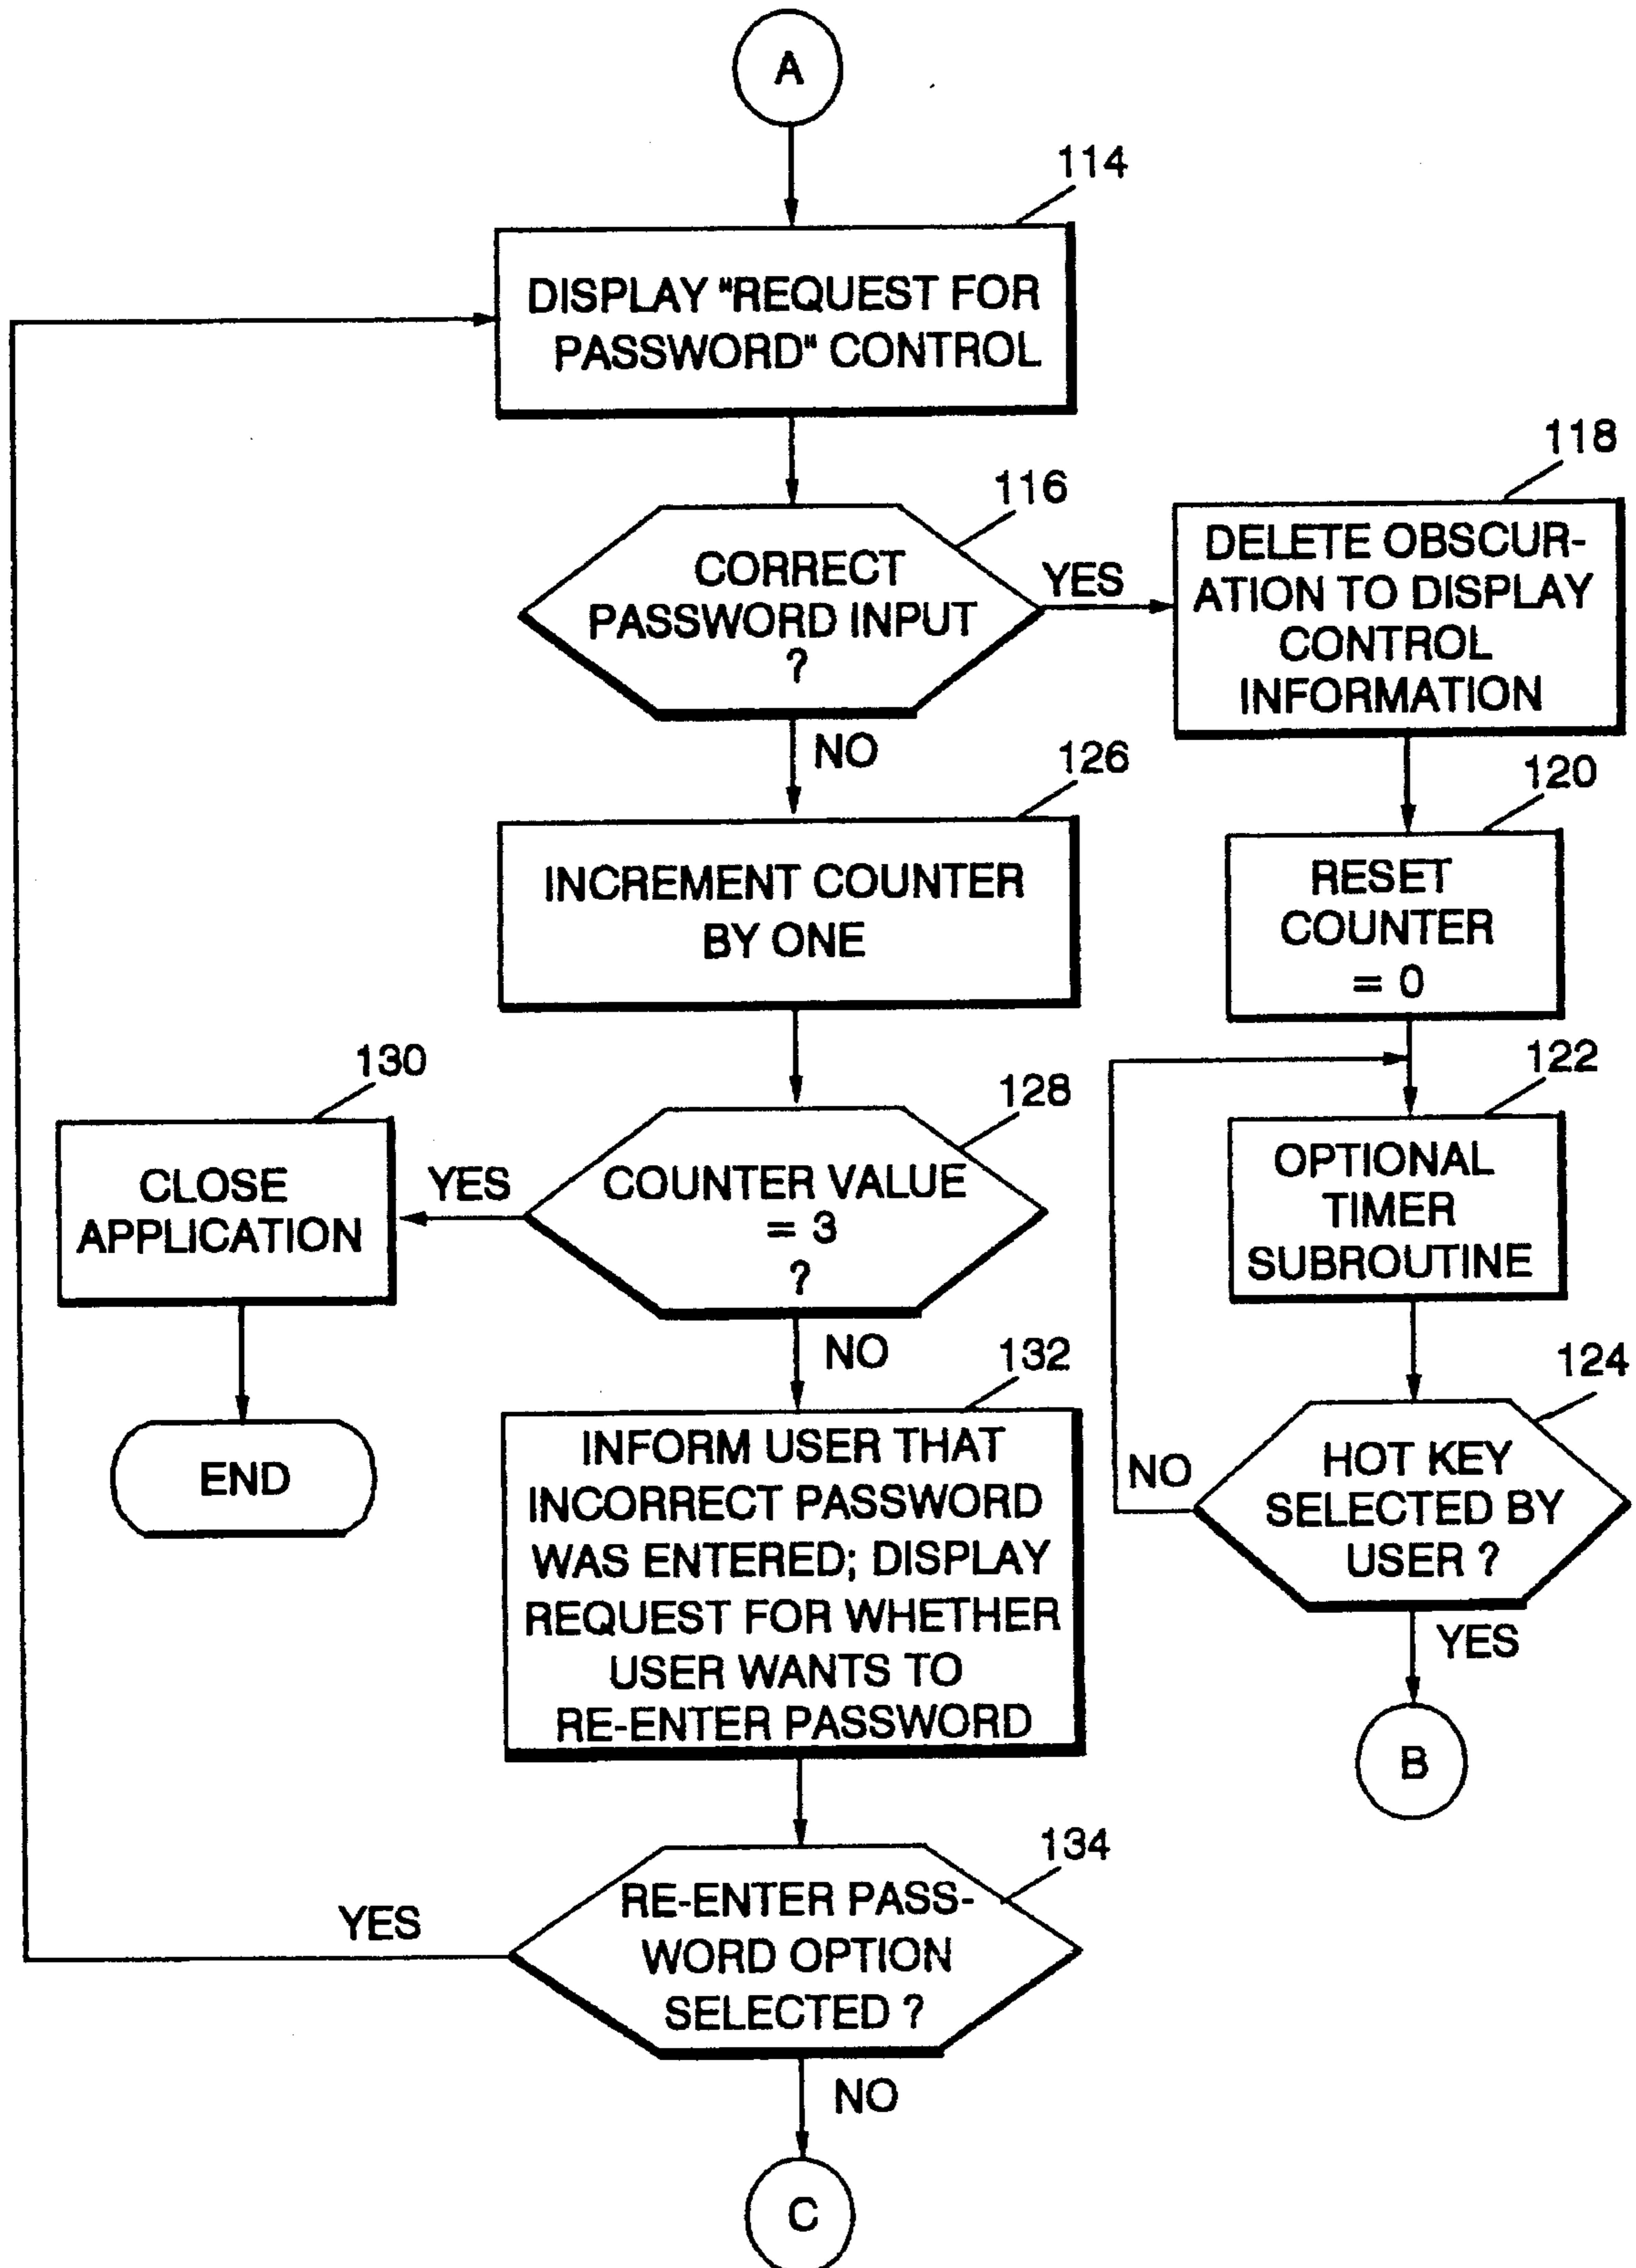 A
114
DISPLAY "REQUEST FOR
PASSWORD" CONTROL
116
CORRECT
PASSWORD INPUT
?
YES
118
DELETE OBSCUR-
ATION TO DISPLAY
CONTROL
INFORMATION
NO
126
INCREMENT COUNTER
BY ONE
120
RESET
COUNTER
= 0
130
CLOSE
APPLICATION
YES
128
COUNTER VALUE
= 3
?
122
OPTIONAL
TIMER
SUBROUTINE
END
NO
132
INFORM USER THAT
INCORRECT PASSWORD
WAS ENTERED; DISPLAY
REQUEST FOR WHETHER
USER WANTS TO
RE-ENTER PASSWORD
124
NO
HOT KEY
SELECTED BY
USER ?
YES
B
YES
134
RE-ENTER PASS-
WORD OPTION
SELECTED ?
NO
C